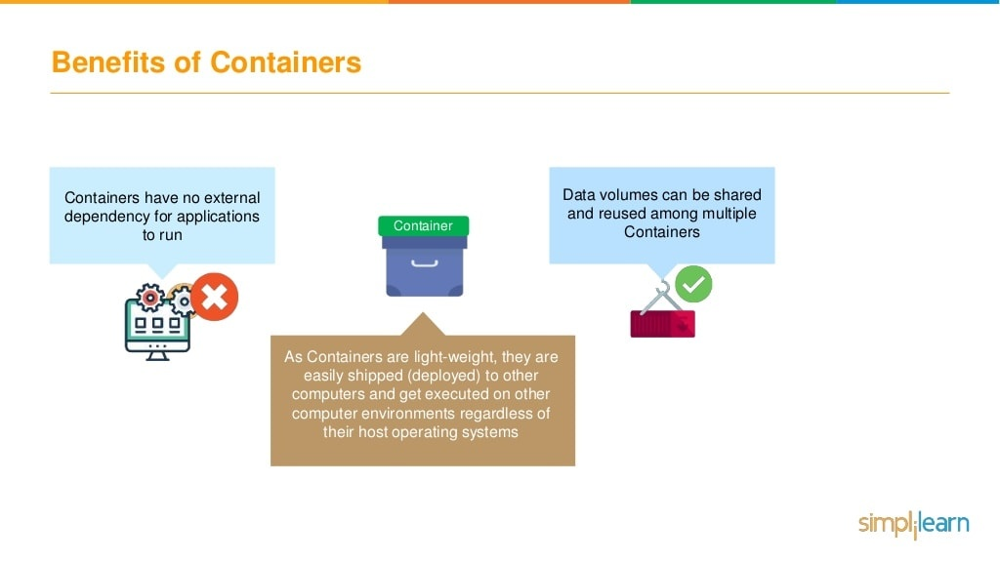 Benefits of Containers
Containers have no external
dependency for applications
to run
Container
Data volumes can be shared
and reused among multiple
Containers
As Containers are light-weight, they are
easily shipped (deployed) to other
computers and get executed on other
computer environments regardless of
their host operating systems
simplilearn